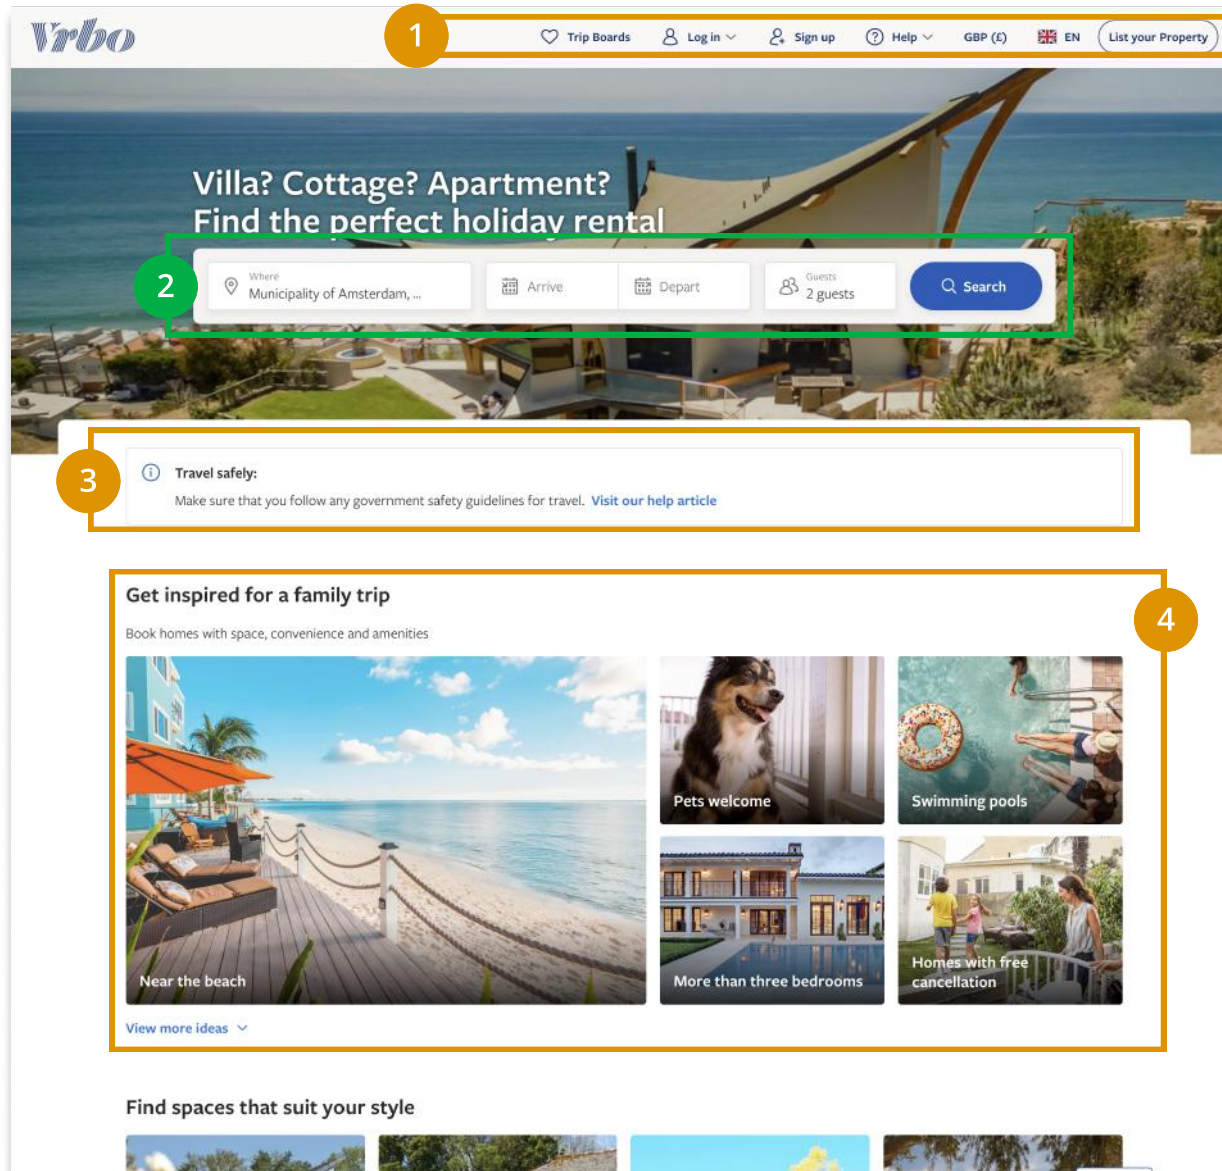 Vrbo
1
Trip Boards
Log in
Sign up
Help
GBP (£)
EN
List your Property
Villa? Cottage? Apartment?
Find the perfect holiday rental
2
Where
Municipality of Amsterdam, ...
Arrive
Depart
Guests
2 guests
Search
3
Travel safely:
Make sure that you follow any government safety guidelines for travel. Visit our help article
4
Get inspired for a family trip
Book homes with space, convenience and amenities
Near the beach
Pets welcome
Swimming pools
More than three bedrooms
Homes with free
cancellation
View more ideas
Find spaces that suit your style